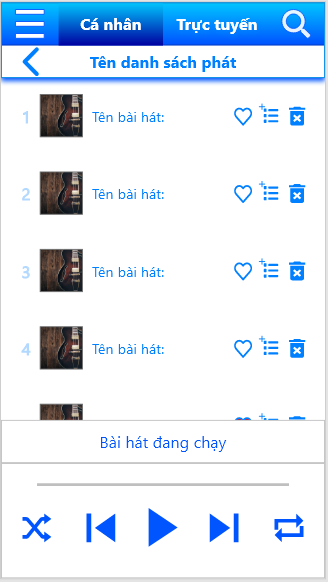 Cá nhân Trực tuyến
Tên danh sách phát
1 Tên bài hát:
2 Tên bài hát:
3 Tên bài hát:
4 Tên bài hát:
Bài hát đang chạy